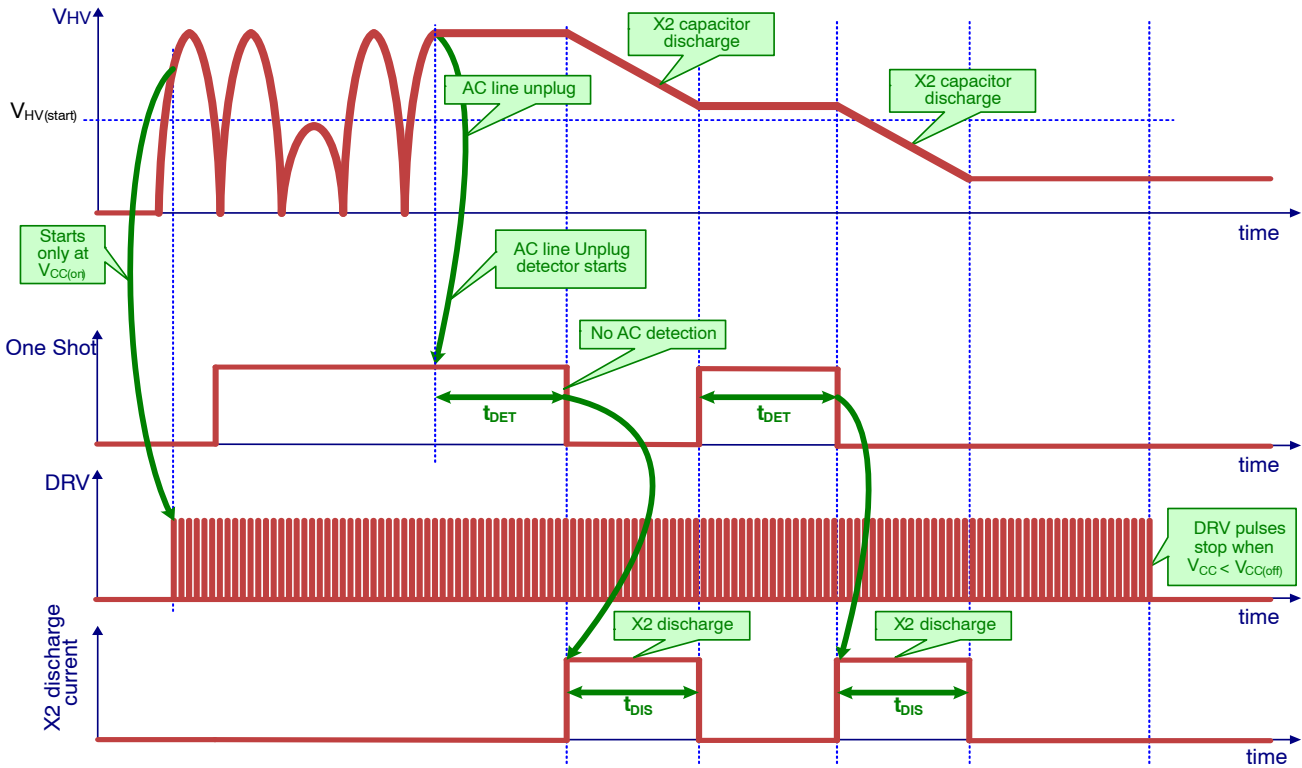 VHV
X2 capacitor
discharge
AC line unplug
X2 capacitor
discharge
VHV(start)
time
Starts
only at
VCC(on)
AC line Unplug
detector starts
One Shot
No AC detection
tDET
tDET
time
DRV
DRV pulses
stop when
VCC < VCC(off)
time
X2 discharge
current
X2 discharge
X2 discharge
tDIS
tDIS
time